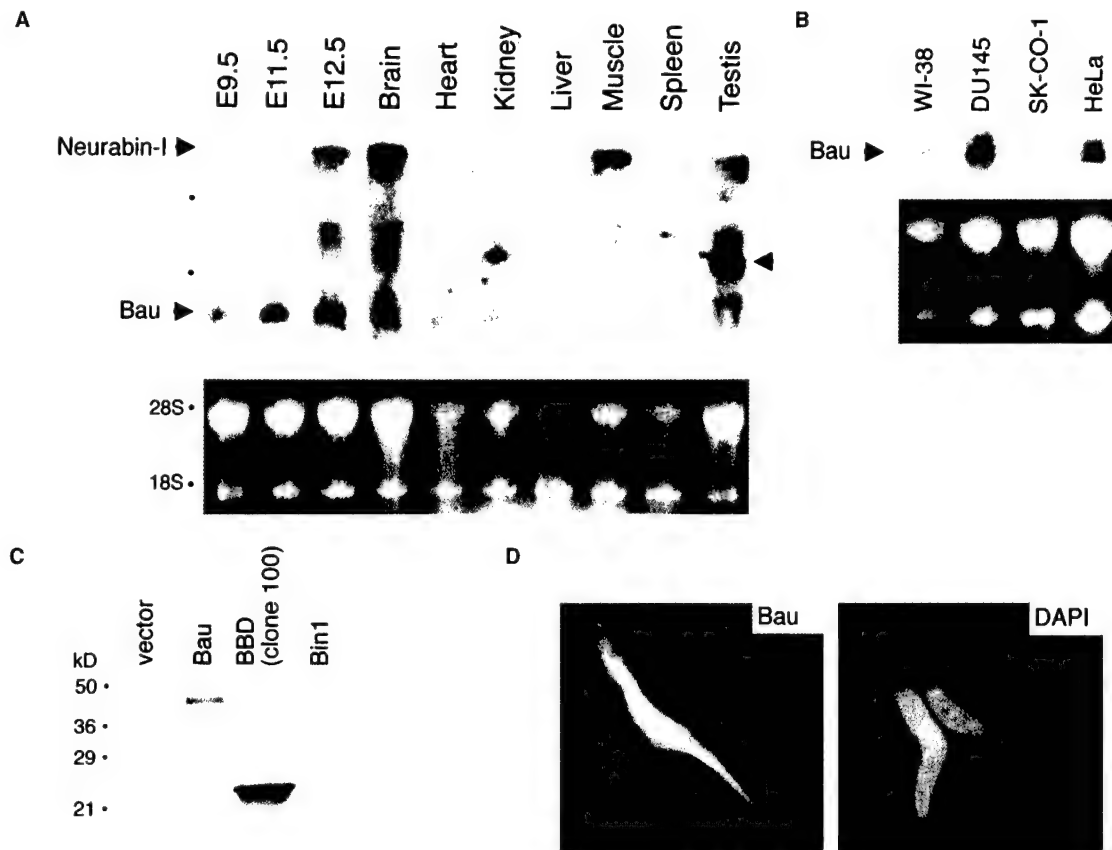 A
E9.5
E11.5
E12.5
Brain
Heart
Kidney
Liver
Muscle
Spleen
Testis
Neurabin-I
Bau
28S
18S
B
WI-38
DU145
SK-CO-1
HeLa
Bau
C
kD
vector
Bau
BBD
(clone 100)
Bin1
50
36
29
21
D
Bau
DAPI